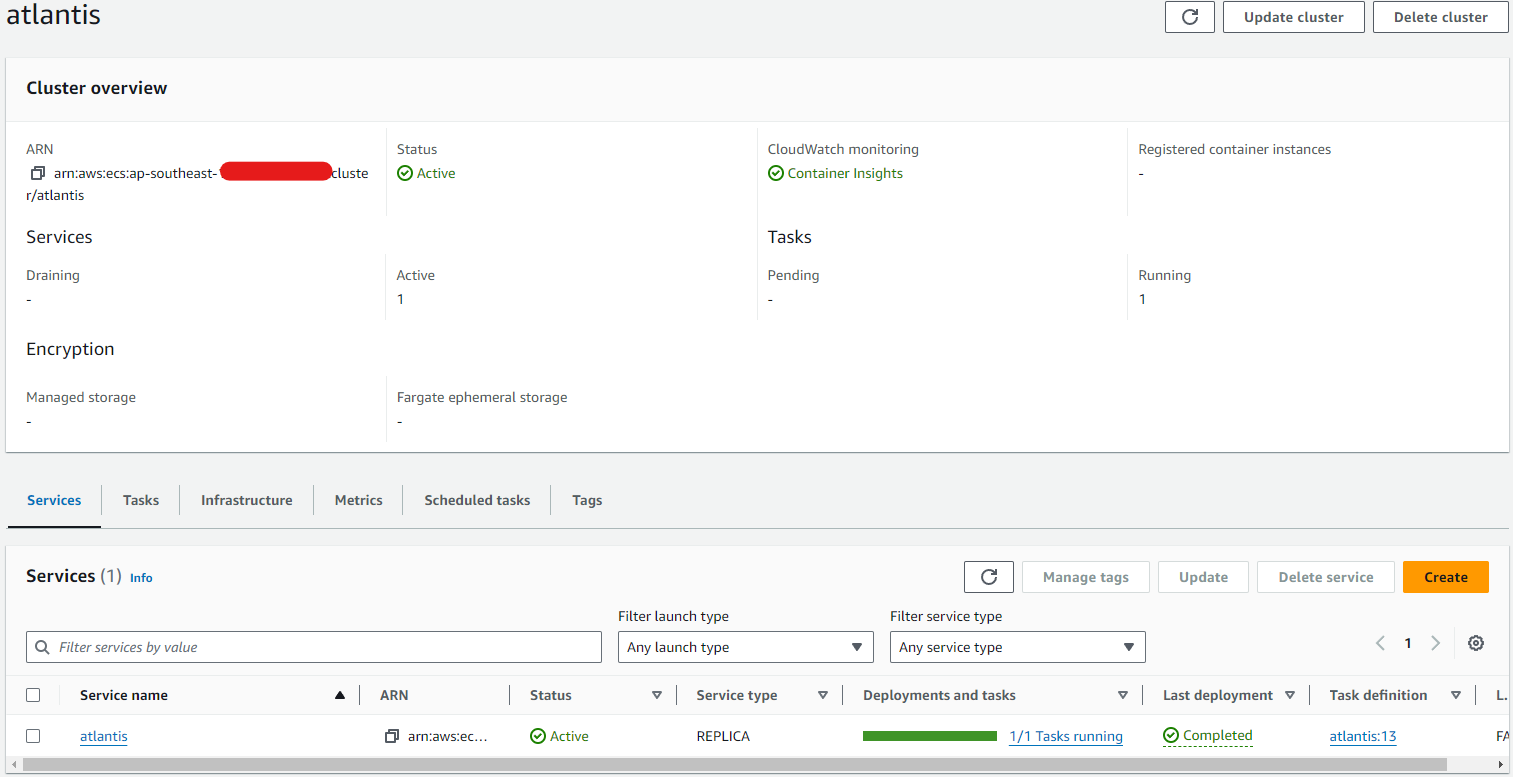 atlantis
Update cluster
Delete cluster
Cluster overview
ARN
arn:aws:ecs:ap-southeast- cluste
r/atlantis
Status
Active
CloudWatch monitoring
Container Insights
Registered container instances
-
Services
Draining
-
Active
1
Tasks
Pending
-
Running
1
Encryption
Managed storage
-
Fargate ephemeral storage
-
Services Tasks Infrastructure Metrics Scheduled tasks Tags
Services (1) Info
Manage tags
Update
Delete service
Create
Filter launch type
Filter service type
Filter services by value
Any launch type
Any service type
1
Service name ARN Status Service type Deployments and tasks Last deployment Task definition L.
atlantis arn:aws:ec... Active REPLICA 1/1 Tasks running Completed atlantis:13 FA